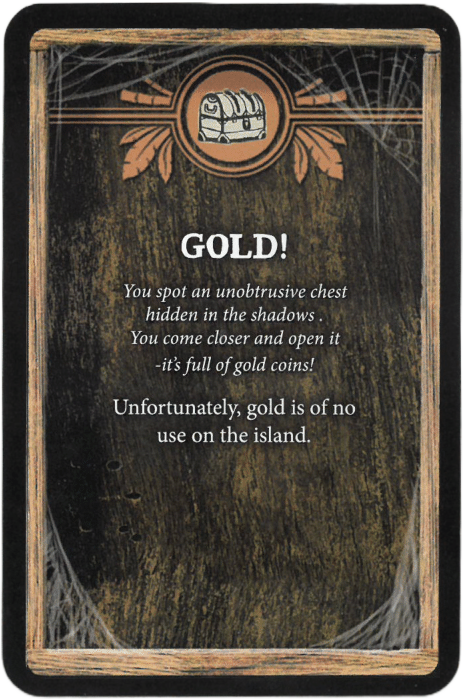 GOLD!
You spot an unobtrusive chest
hidden in the shadows .
You come closer and open it
-it's full of gold coins!
Unfortunately, gold is of no
use on the island.